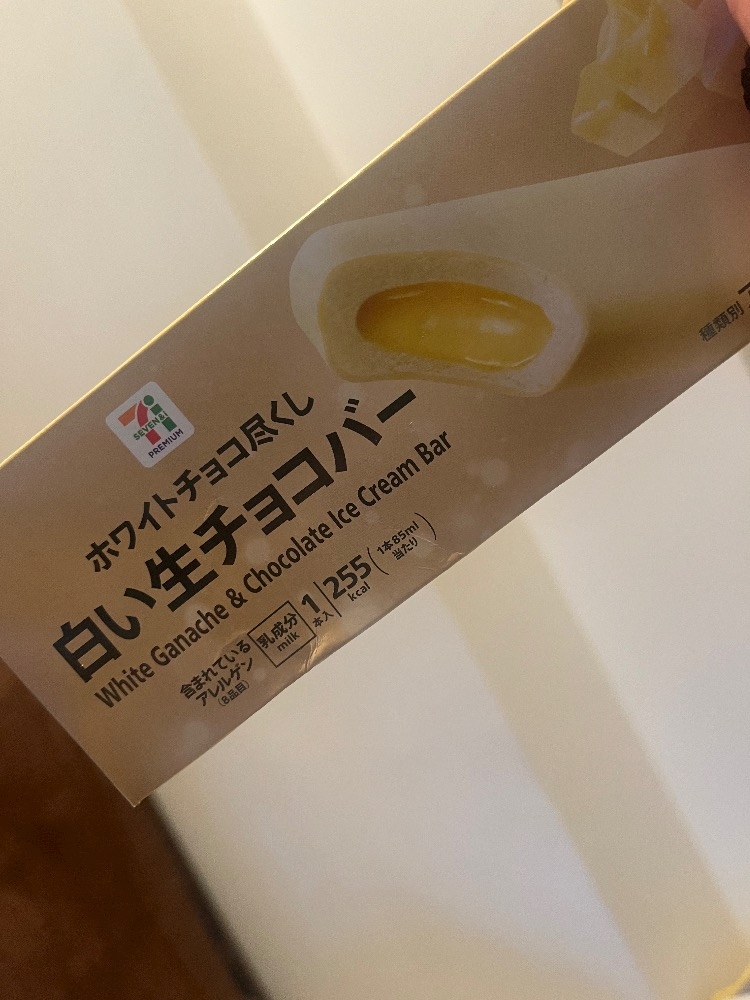 SEVEN&i
PREMIUM
ホワイトチョコ尽くし
白い生チョコバー
White Ganache & Chocolate Ice Cream Bar
含まれている
アレルゲン
(8品目)
乳成分
milk
1
本入
255
kcal
(1本85ml
当たり)
種類別